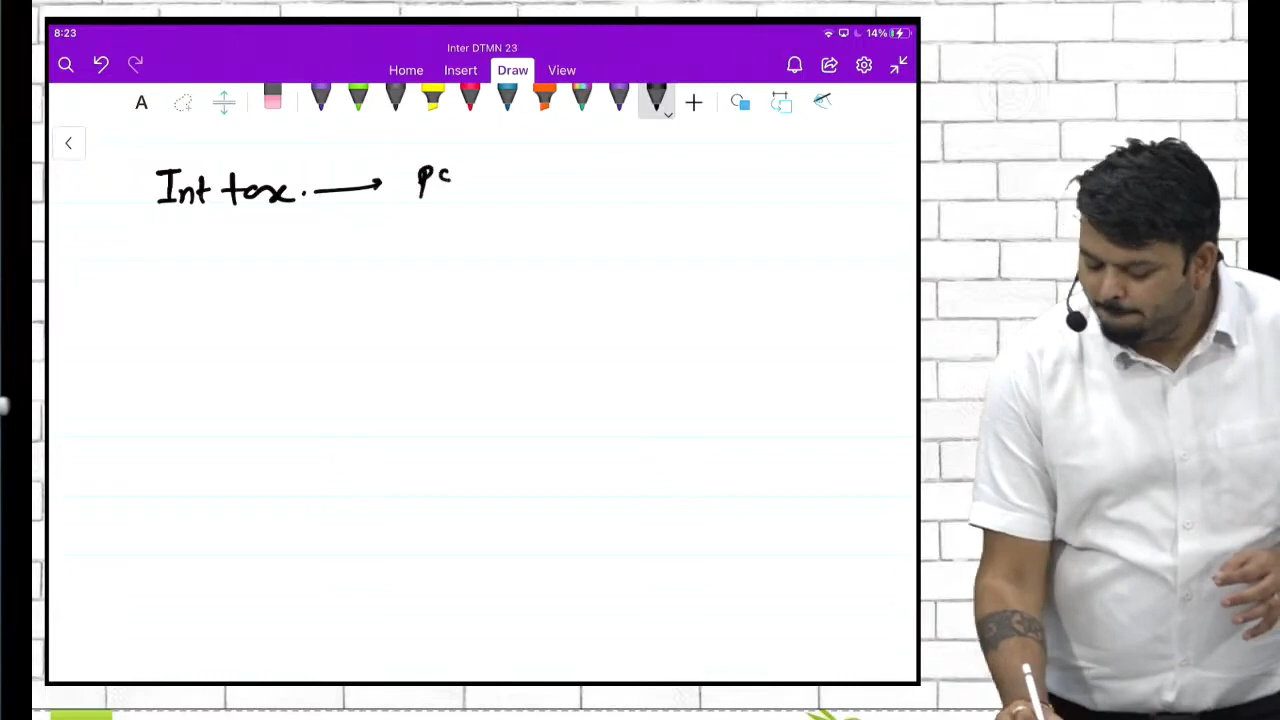 8:23
14%
Inter DTMN 23
Home Insert Draw View
A
Int tax. → pc